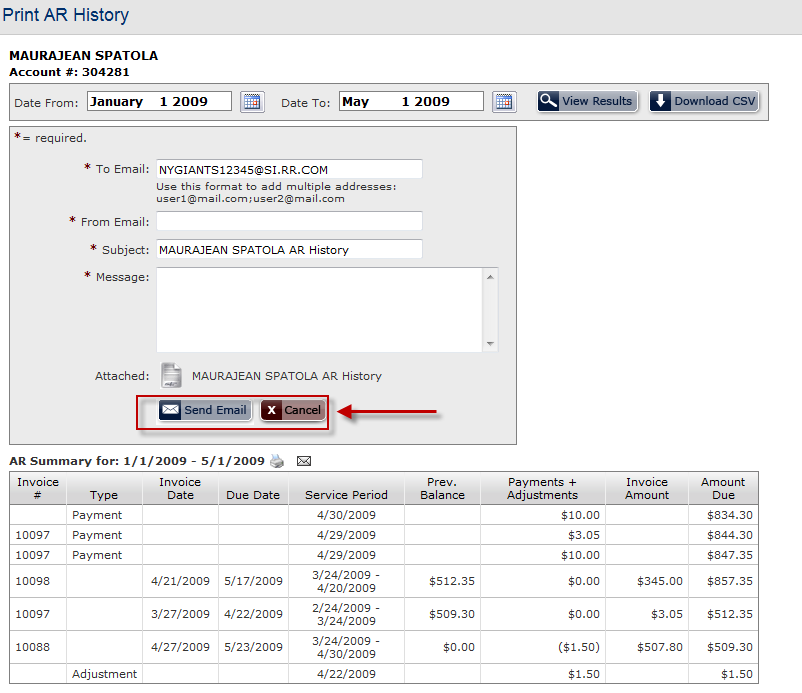 Print AR History
MAURAJEAN SPATOLA
Account #: 304281
Date From: January 1 2009 Date To: May 1 2009 View Results Download CSV
*= required.
* To Email: NYGIANTS12345@SI.RR.COM
Use this format to add multiple addresses:
user1@mail.com;user2@mail.com
* From Email:
* Subject: MAURAJEAN SPATOLA AR History
* Message:
Attached: MAURAJEAN SPATOLA AR History
Send Email X Cancel
AR Summary for: 1/1/2009 - 5/1/2009
Invoice # Type Invoice Date Due Date Service Period Prev. Balance Payments + Adjustments Invoice Amount Amount Due
Payment 4/30/2009 $10.00 $834.30
10097 Payment 4/29/2009 $3.05 $844.30
10097 Payment 4/29/2009 $10.00 $847.35
10098 4/21/2009 5/17/2009 3/24/2009 - 4/20/2009 $512.35 $0.00 $345.00 $857.35
10097 3/27/2009 4/22/2009 2/24/2009 - 3/24/2009 $509.30 $0.00 $3.05 $512.35
10088 4/27/2009 5/23/2009 3/24/2009 - 4/30/2009 $0.00 ($1.50) $507.80 $509.30
Adjustment 4/22/2009 $1.50 $1.50